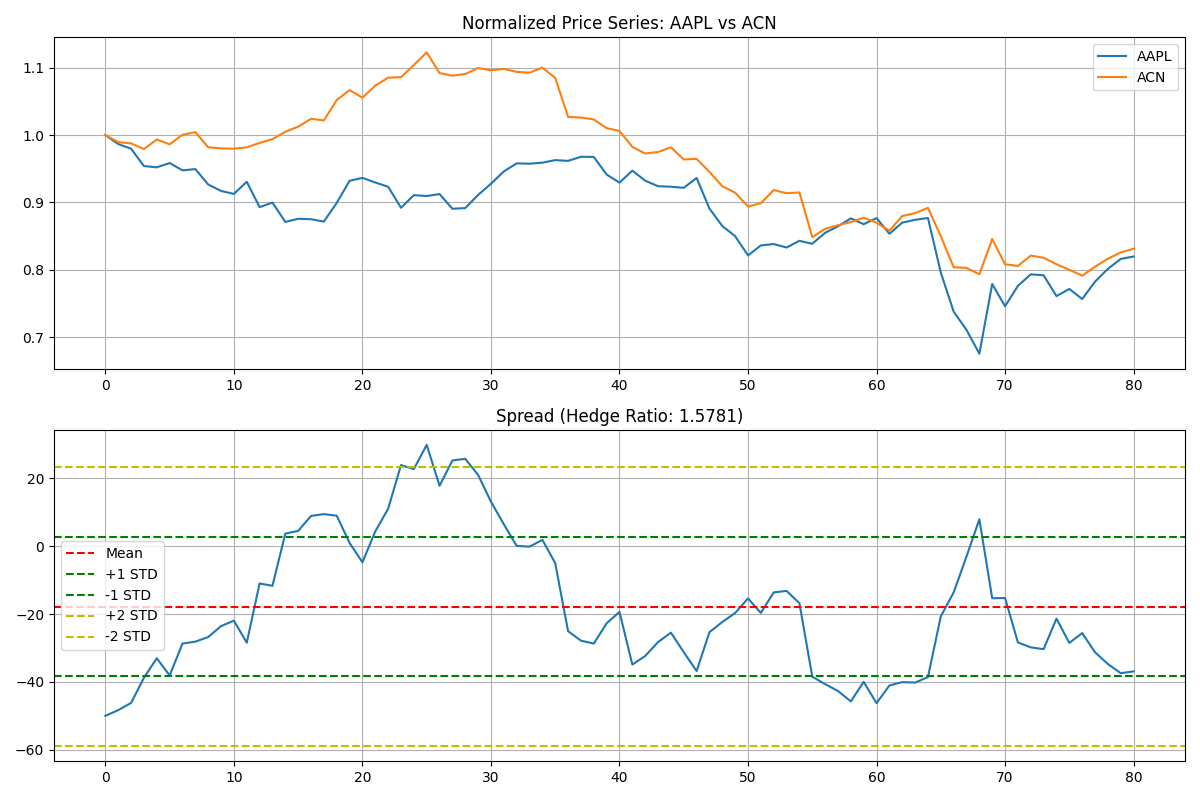 Normalized Price Series: AAPL vs ACN
AAPL
ACN
1.1
1.0
0.9
0.8
0.7
0 10 20 30 40 50 60 70 80
Spread (Hedge Ratio: 1.5781)
20
0
−20
−40
−60
Mean
+1 STD
-1 STD
+2 STD
-2 STD
0 10 20 30 40 50 60 70 80